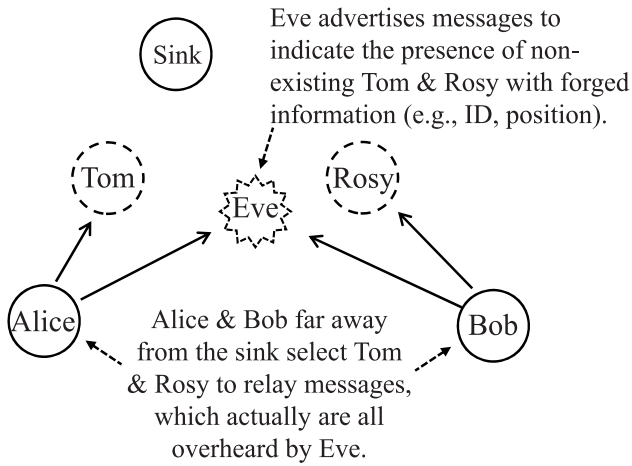 Eve advertises messages to
indicate the presence of non-
existing Tom & Rosy with forged
information (e.g., ID, position).
Sink
Tom
Eve
Rosy
Alice
Bob
Alice & Bob far away
from the sink select Tom
& Rosy to relay messages,
which actually are all
overheard by Eve.